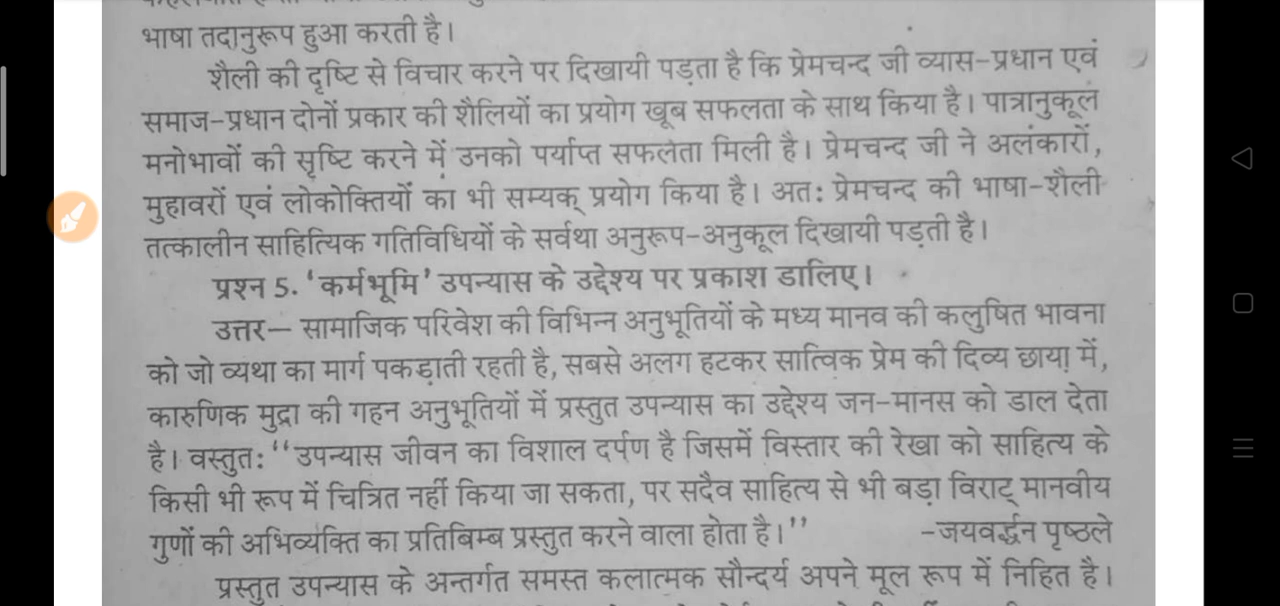 भाषा तदानुरूप हुआ करती है।
शैली की दृष्टि से विचार करने पर दिखायी पड़ता है कि प्रेमचन्द जी व्यास-प्रधान एवं
समाज-प्रधान दोनों प्रकार की शैलियों का प्रयोग खूब सफलता के साथ किया है। पात्रानुकूल
मनोभावों की सृष्टि करने में उनको पर्याप्त सफलता मिली है। प्रेमचन्द जी ने अलंकारों,
मुहावरों एवं लोकोक्तियों का भी सम्यक् प्रयोग किया है। अतः प्रेमचन्द की भाषा-शैली
तत्कालीन साहित्यिक गतिविधियों के सर्वथा अनुरूप-अनुकूल दिखायी पड़ती है।
प्रश्न 5. 'कर्मभूमि' उपन्यास के उद्देश्य पर प्रकाश डालिए।
उत्तर— सामाजिक परिवेश की विभिन्न अनुभूतियों के मध्य मानव की कलुषित भावना
को जो व्यथा का मार्ग पकड़ाती रहती है, सबसे अलग हटकर सात्विक प्रेम की दिव्य छाया में,
कारुणिक मुद्रा की गहन अनुभूतियों में प्रस्तुत उपन्यास का उद्देश्य जन-मानस को डाल देता
है। वस्तुतः "उपन्यास जीवन का विशाल दर्पण है जिसमें विस्तार की रेखा को साहित्य के
किसी भी रूप में चित्रित नहीं किया जा सकता, पर सदैव साहित्य से भी बड़ा विराट् मानवीय
गुणों की अभिव्यक्ति का प्रतिबिम्ब प्रस्तुत करने वाला होता है।" -जयवर्द्धन पृष्ठले
प्रस्तुत उपन्यास के अन्तर्गत समस्त कलात्मक सौन्दर्य अपने मूल रूप में निहित है।